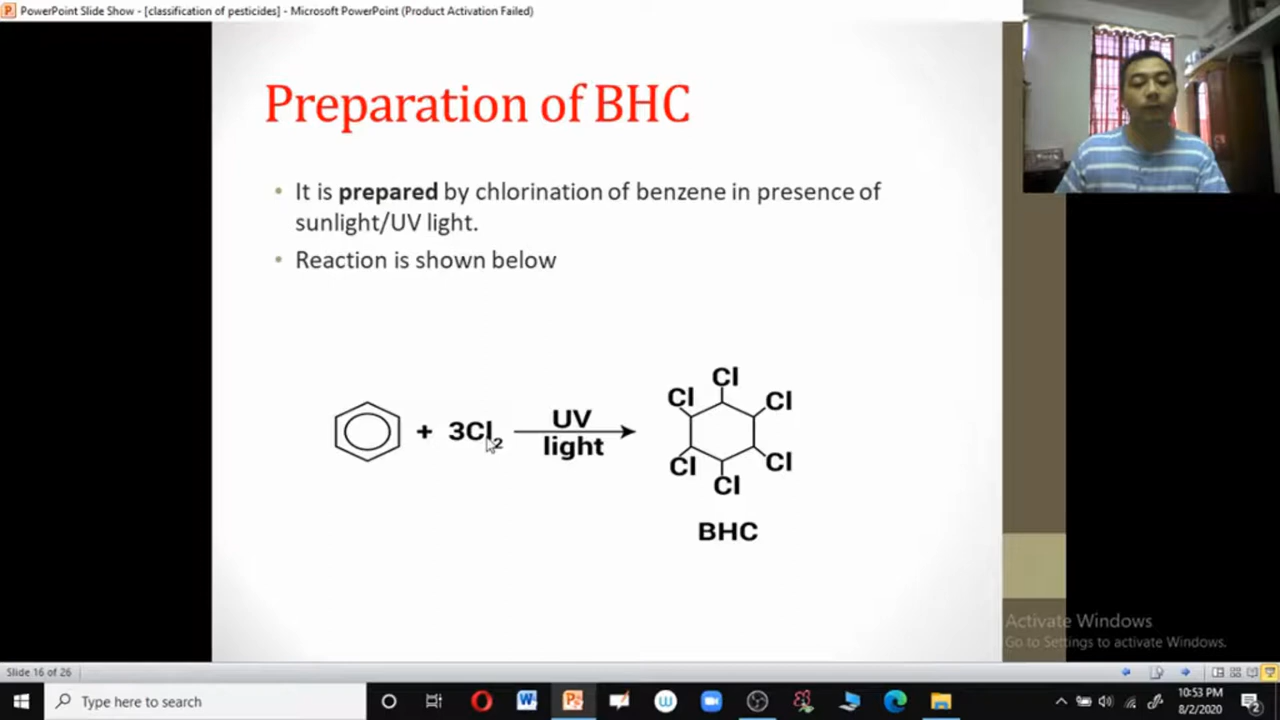 PowerPoint Slide Show - [classification of pesticides] - Microsoft PowerPoint (Product Activation Failed)
Preparation of BHC
• It is prepared by chlorination of benzene in presence of
sunlight/UV light.
• Reaction is shown below
+ 3Cl₂
UV
light
Cl
Cl
Cl
Cl
Cl
Cl
BHC
Activate Windows
Go to Settings to activate Windows.
Slide 16 of 26
Type here to search
10:53 PM
8/2/2020
2